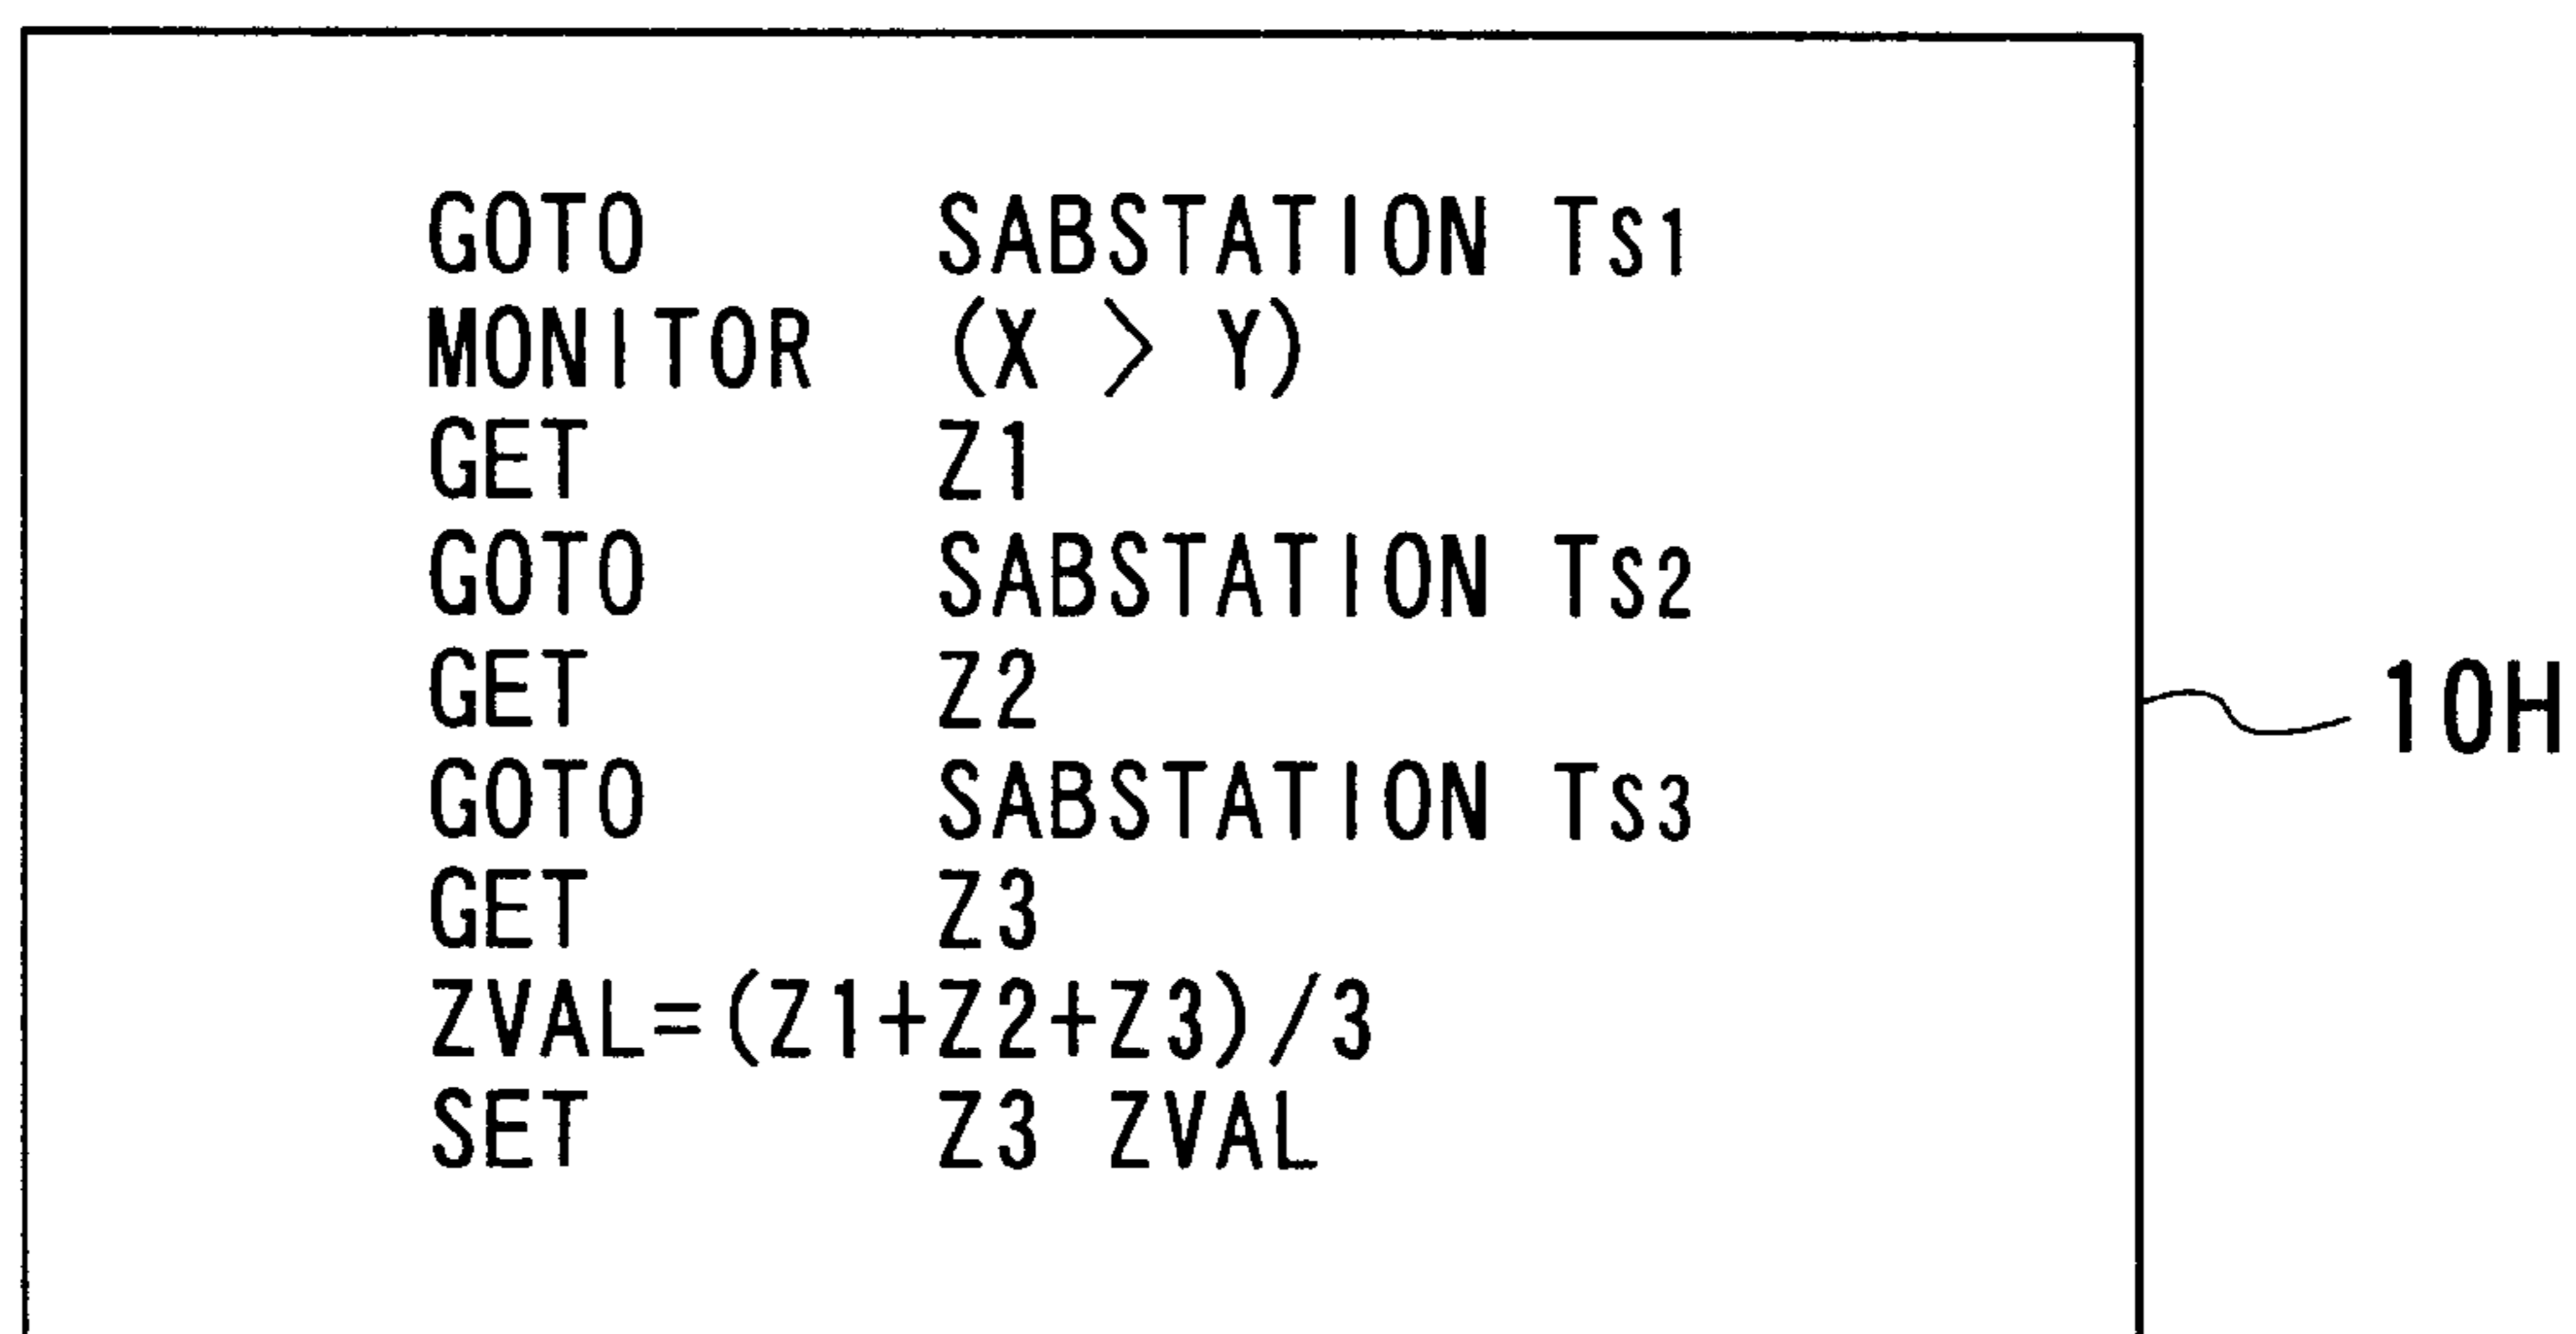 GOTO SABSTATION Ts1
MONITOR (X > Y)
GET Z1
GOTO SABSTATION Ts2
GET Z2
GOTO SABSTATION Ts3
GET Z3
ZVAL=(Z1+Z2+Z3)/3
SET Z3 ZVAL
10H